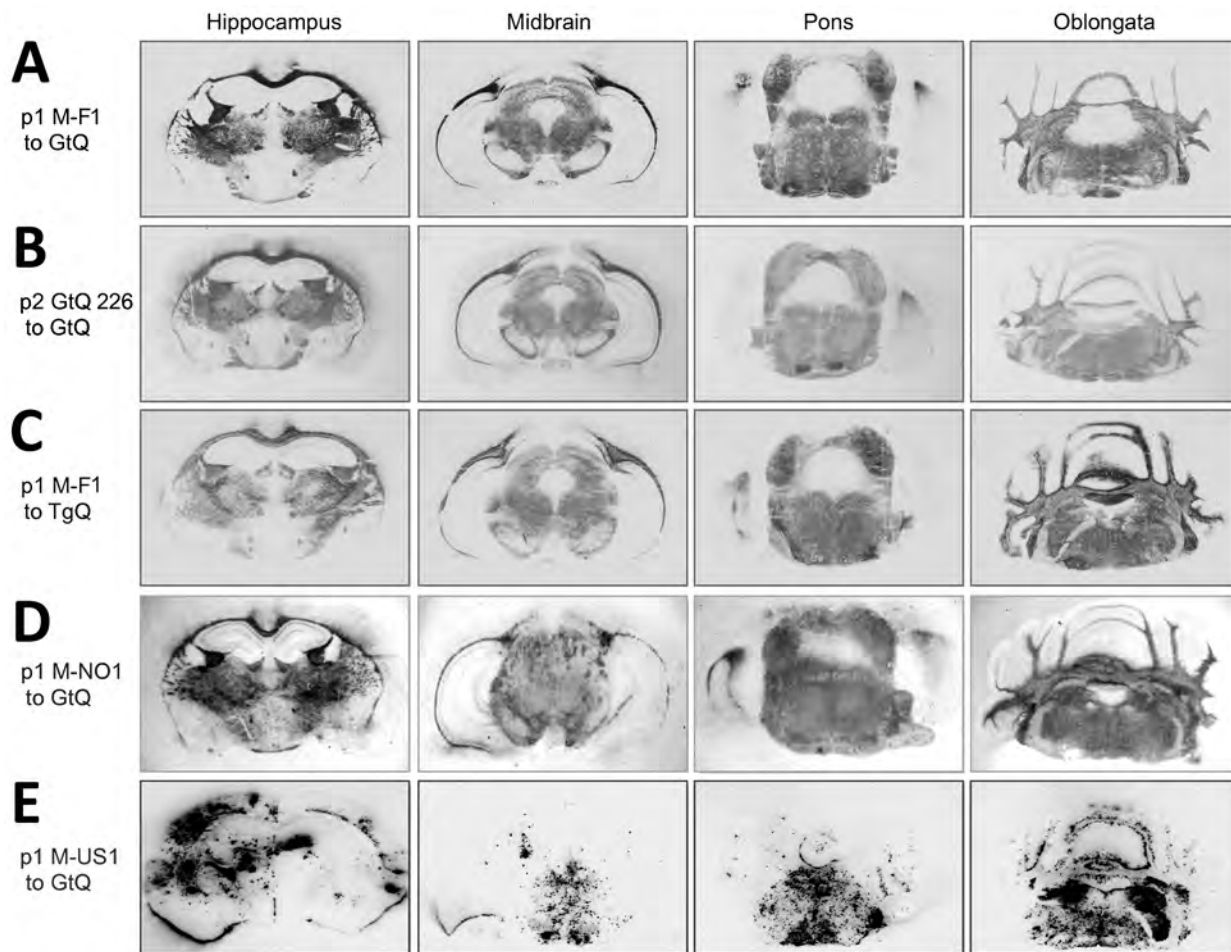 Hippocampus Midbrain Pons Oblongata
A
p1 M-F1
to GtQ
B
p2 GtQ 226
to GtQ
C
p1 M-F1
to TgQ
D
p1 M-NO1
to GtQ
E
p1 M-US1
to GtQ